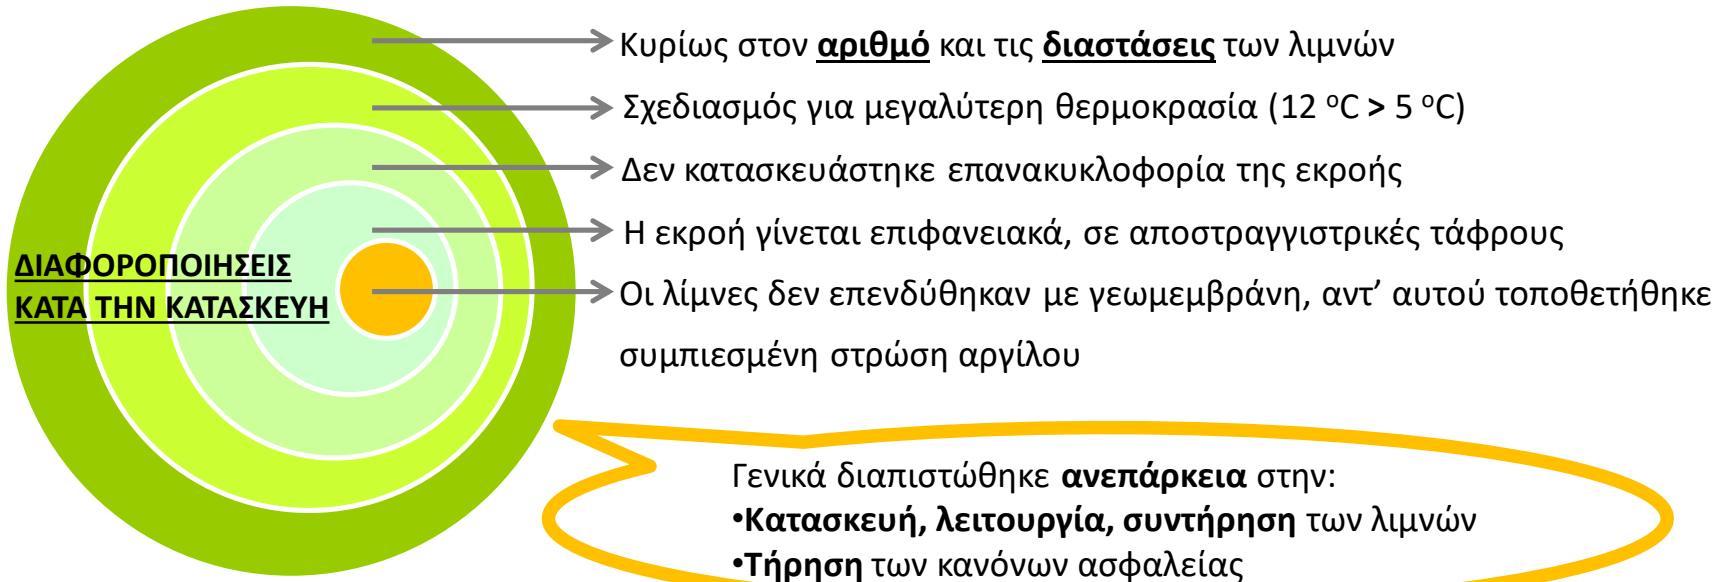 Κυρίως στον αριθμό και τις διαστάσεις των λιμνών
Σχεδιασμός για μεγαλύτερη θερμοκρασία (12 ᵒC > 5 ᵒC)
Δεν κατασκευάστηκε επανακυκλοφορία της εκροής
Η εκροή γίνεται επιφανειακά, σε αποστραγγιστρικές τάφρους
ΔΙΑΦΟΡΟΠΟΙΗΣΕΙΣ
ΚΑΤΑ ΤΗΝ ΚΑΤΑΣΚΕΥΗ
Οι λίμνες δεν επενδύθηκαν με γεωμεμβράνη, αντ’ αυτού τοποθετήθηκε
συμπιεσμένη στρώση αργίλου
Γενικά διαπιστώθηκε ανεπάρκεια στην:
•Κατασκευή, λειτουργία, συντήρηση των λιμνών
•Τήρηση των κανόνων ασφαλείας